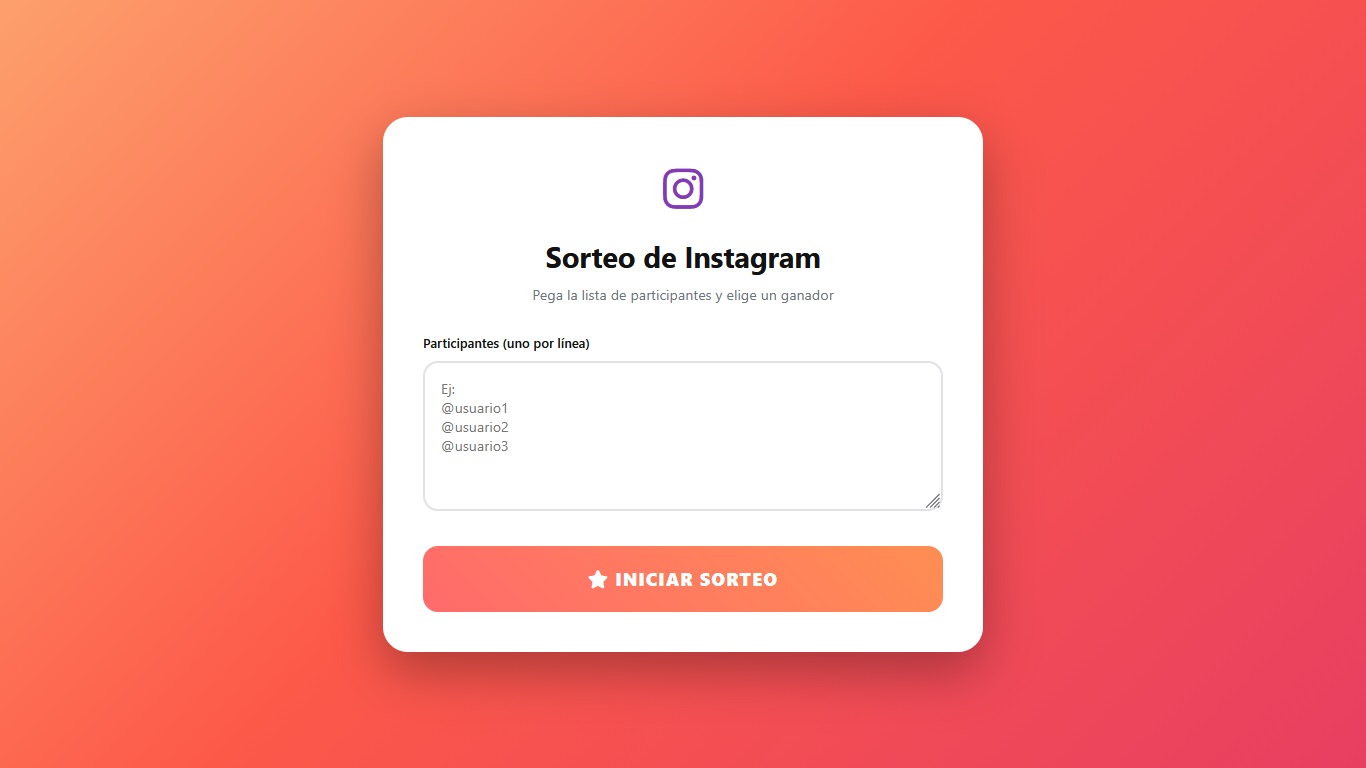 Sorteo de Instagram
Pega la lista de participantes y elige un ganador
Participantes (uno por línea)
Ej:
@usuario1
@usuario2
@usuario3
INICIAR SORTEO